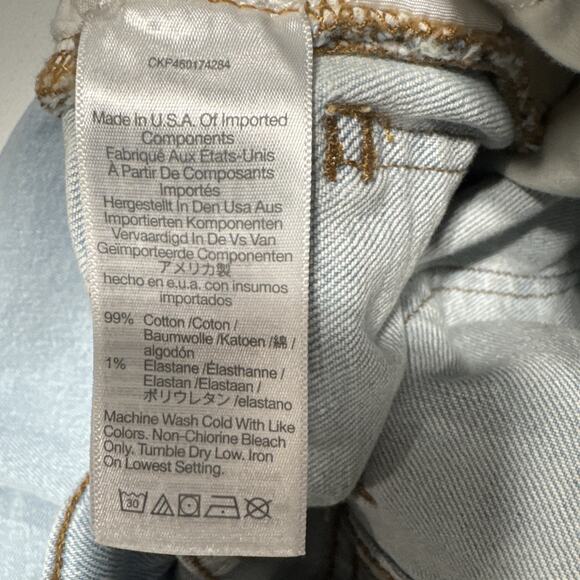 CKP460174284
Made In U.S.A. Of Imported
Components
Fabriqué Aux États-Unis
À Partir De Composants
Importés
Hergestellt In Den Usa Aus
Importierten Komponenten
Vervaardigd In De Vs Van
Geïmporteerde Componenten
アメリカ製
hecho en e.u.a. con insumos
importados
99% Cotton /Coton /
Baumwolle /Katoen /綿 /
algodón
1% Elastane /Élasthanne /
Elastan /Elastaan /
ポリウレタン /elastano
Machine Wash Cold With Like
Colors. Non-Chlorine Bleach
Only. Tumble Dry Low. Iron
On Lowest Setting.
30